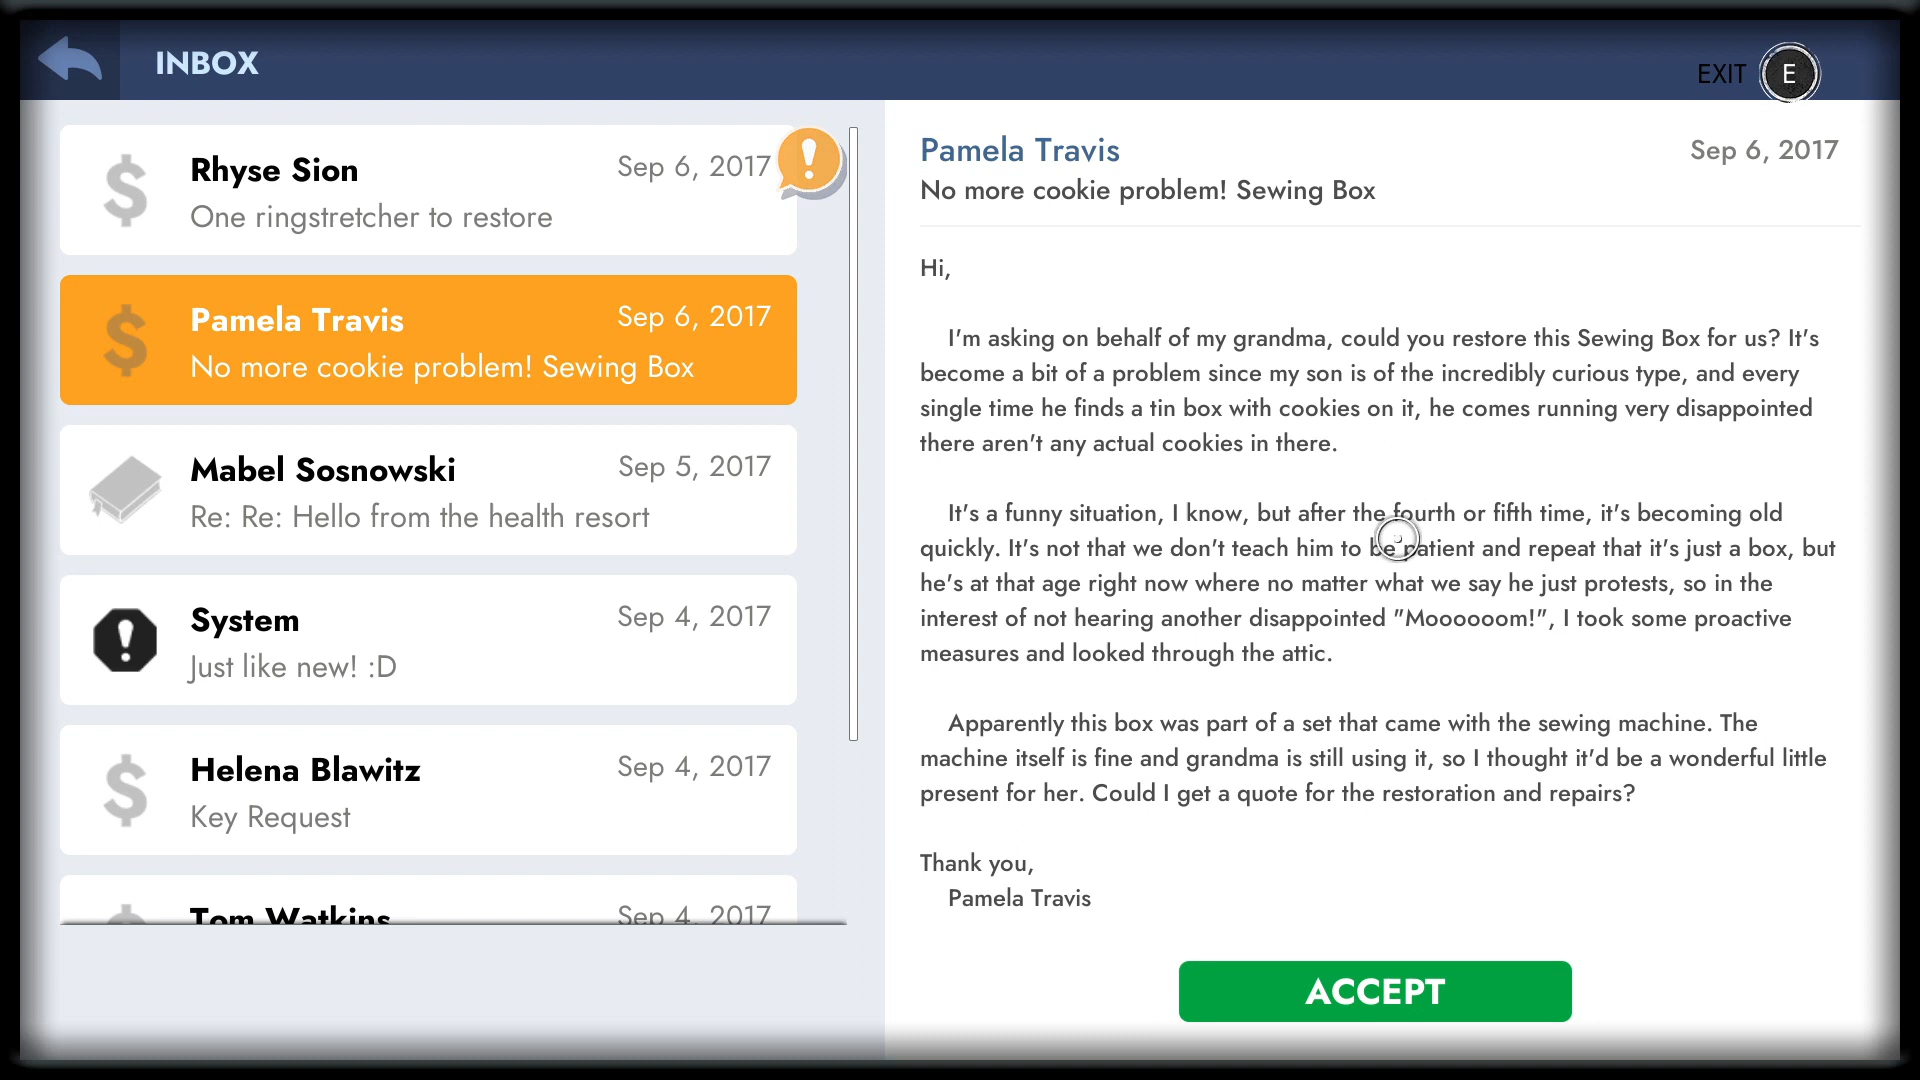 INBOX
EXIT E
Rhyse Sion
Sep 6, 2017
One ringstretcher to restore
Pamela Travis
Sep 6, 2017
No more cookie problem! Sewing Box
Mabel Sosnowski
Sep 5, 2017
Re: Re: Hello from the health resort
System
Sep 4, 2017
Just like new! :D
Helena Blawitz
Sep 4, 2017
Key Request
Tom Watkins
Sep 4, 2017
Pamela Travis
Sep 6, 2017
No more cookie problem! Sewing Box
Hi,
I'm asking on behalf of my grandma, could you restore this Sewing Box for us? It's
become a bit of a problem since my son is of the incredibly curious type, and every
single time he finds a tin box with cookies on it, he comes running very disappointed
there aren't any actual cookies in there.
It's a funny situation, I know, but after the fourth or fifth time, it's becoming old
quickly. It's not that we don't teach him to be patient and repeat that it's just a box, but
he's at that age right now where no matter what we say he just protests, so in the
interest of not hearing another disappointed "Moooooom!", I took some proactive
measures and looked through the attic.
Apparently this box was part of a set that came with the sewing machine. The
machine itself is fine and grandma is still using it, so I thought it'd be a wonderful little
present for her. Could I get a quote for the restoration and repairs?
Thank you,
Pamela Travis
ACCEPT